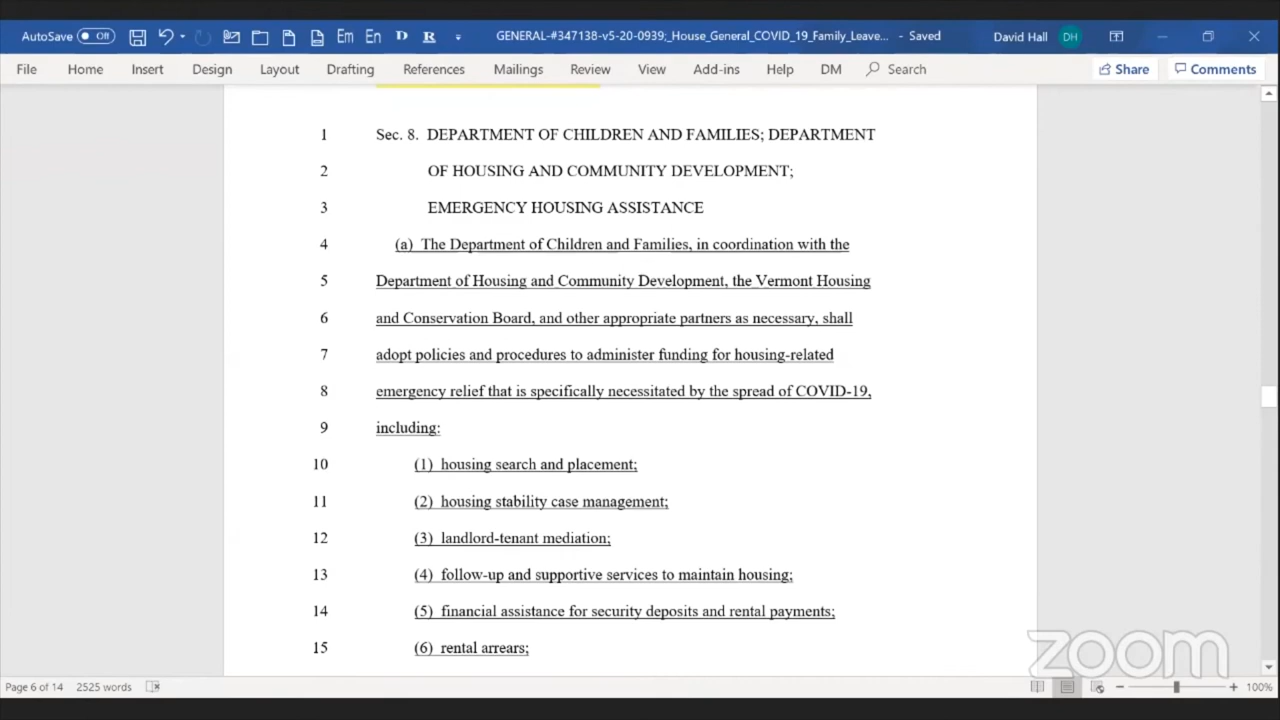 AutoSave Off Em En D R GENERAL-#347138-v5-20-0939;_House_General_COVID_19_Family_Leave... - Saved David Hall DH
File Home Insert Design Layout Drafting References Mailings Review View Add-ins Help DM Search Share Comments
1 Sec. 8. DEPARTMENT OF CHILDREN AND FAMILIES; DEPARTMENT
2 OF HOUSING AND COMMUNITY DEVELOPMENT;
3 EMERGENCY HOUSING ASSISTANCE
4 (a) The Department of Children and Families, in coordination with the
5 Department of Housing and Community Development, the Vermont Housing
6 and Conservation Board, and other appropriate partners as necessary, shall
7 adopt policies and procedures to administer funding for housing-related
8 emergency relief that is specifically necessitated by the spread of COVID-19,
9 including:
10 (1) housing search and placement;
11 (2) housing stability case management;
12 (3) landlord-tenant mediation;
13 (4) follow-up and supportive services to maintain housing;
14 (5) financial assistance for security deposits and rental payments;
15 (6) rental arrears;
zoom
Page 6 of 14 2525 words 100%